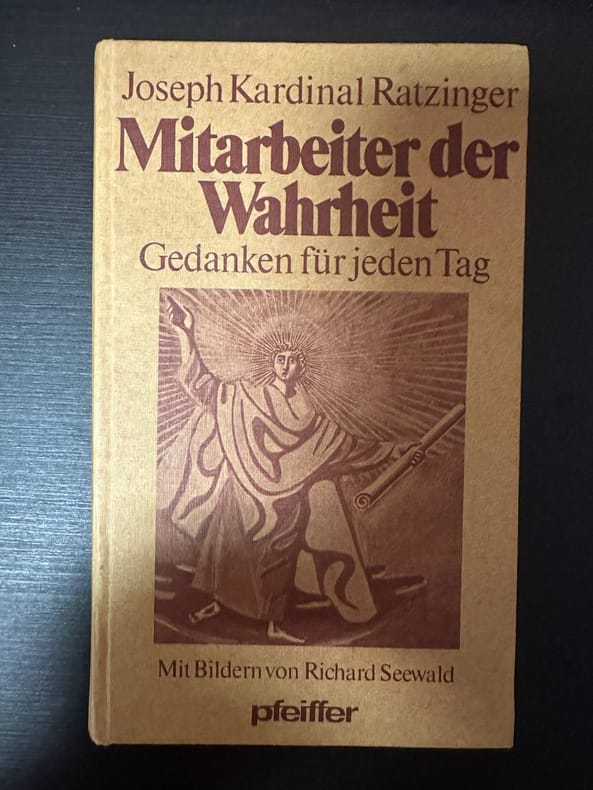 Joseph Kardinal Ratzinger
Mitarbeiter der
Wahrheit
Gedanken für jeden Tag
Mit Bildern von Richard Seewald
pfeiffer